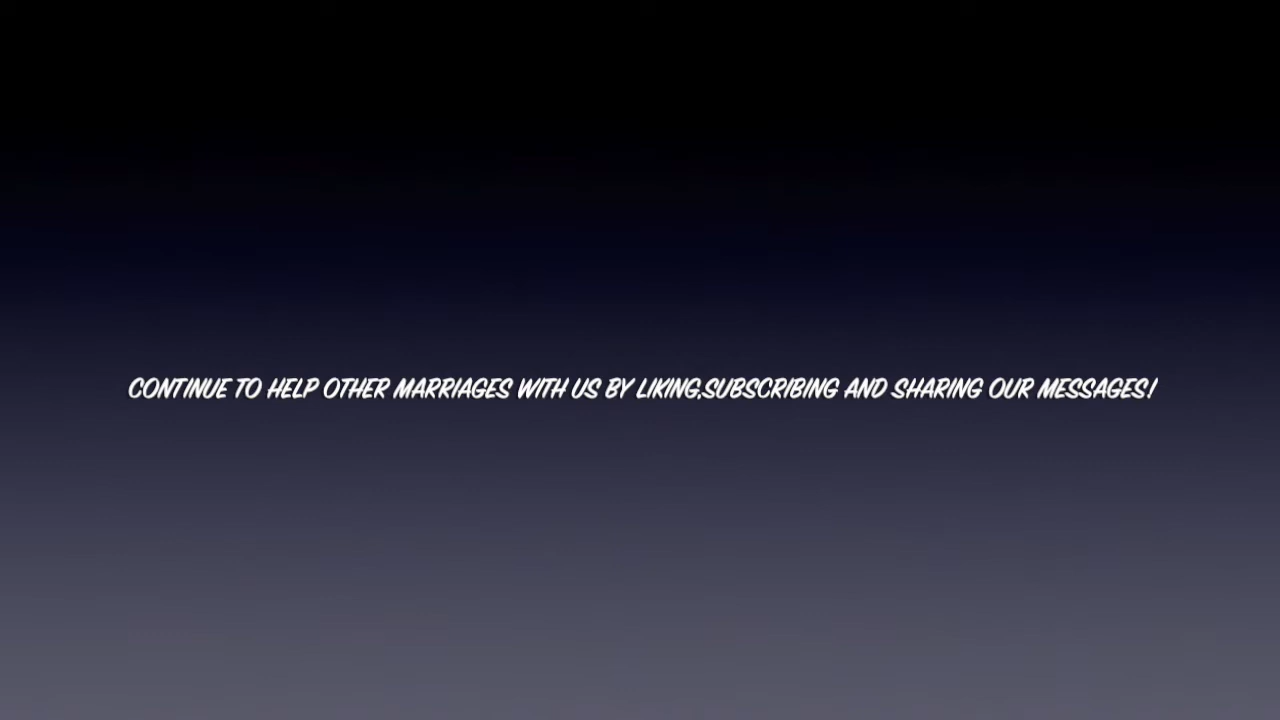 CONTINUE TO HELP OTHER MARRIAGES WITH US BY LIKING,SUBSCRIBING AND SHARING OUR MESSAGES!